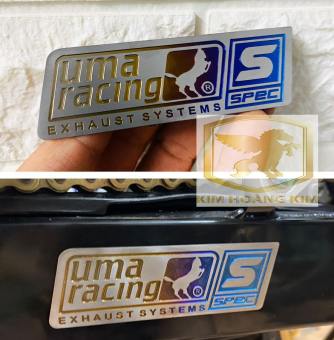 uma
racing ®
S
SPEC
EXHAUST SYSTEMS
KIM HOANG KIM
uma
racing ®
S
SPEC
EXHAUST SYSTEMS